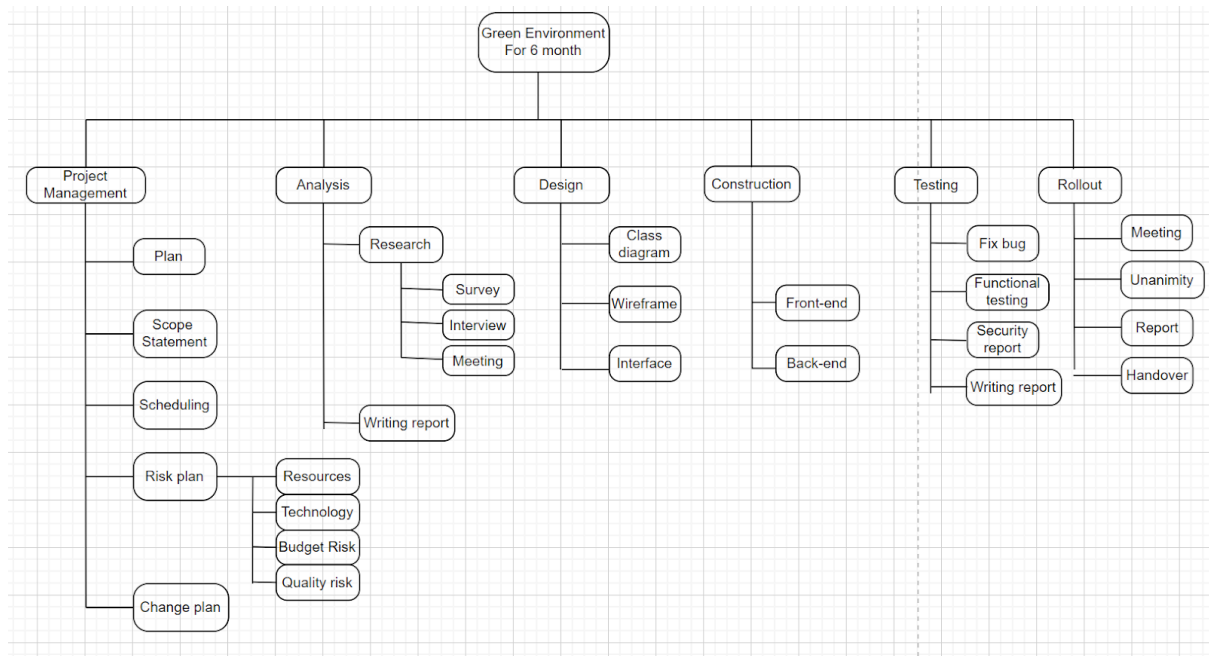 Green Environment
For 6 month
Project
Management
Analysis
Design
Construction
Testing
Rollout
Plan
Scope
Statement
Scheduling
Risk plan
Resources
Technology
Budget Risk
Quality risk
Change plan
Research
Survey
Interview
Meeting
Writing report
Class
diagram
Wireframe
Interface
Front-end
Back-end
Fix bug
Functional
testing
Security
report
Writing report
Meeting
Unanimity
Report
Handover